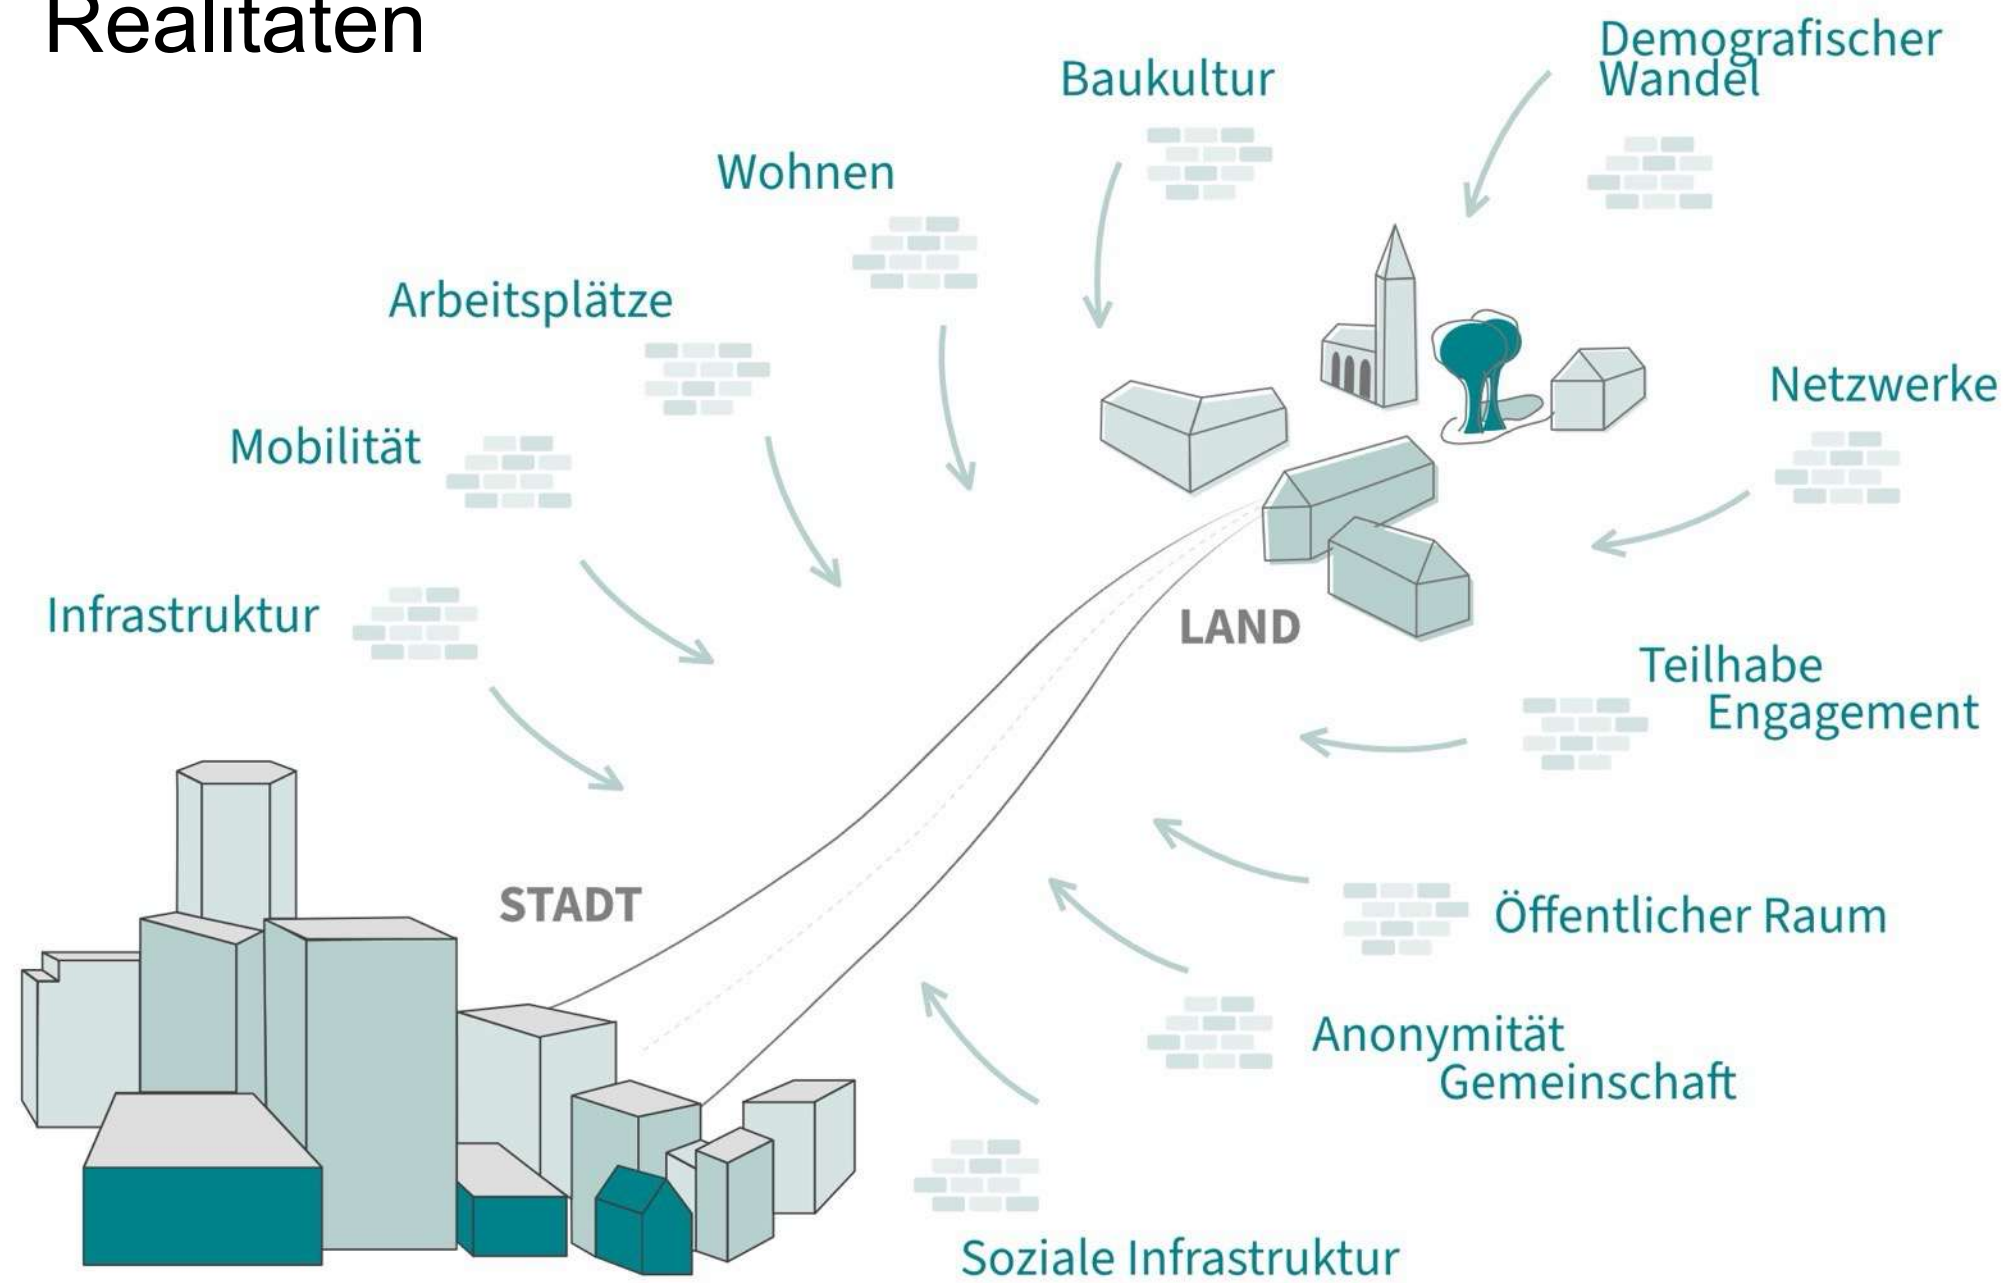 Realitäten
Demografischer
Wandel
Baukultur
Wohnen
Arbeitsplätze
Netzwerke
Mobilität
Infrastruktur
LAND
Teilhabe
Engagement
STADT
Öffentlicher Raum
Anonymität
Gemeinschaft
Soziale Infrastruktur